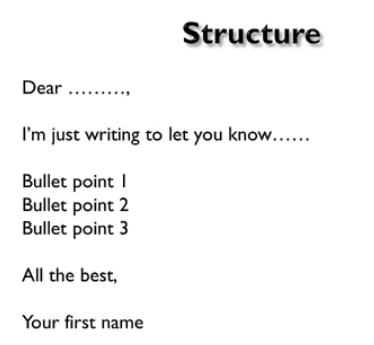 Structure
Dear ………,
I'm just writing to let you know……
Bullet point 1
Bullet point 2
Bullet point 3
All the best,
Your first name